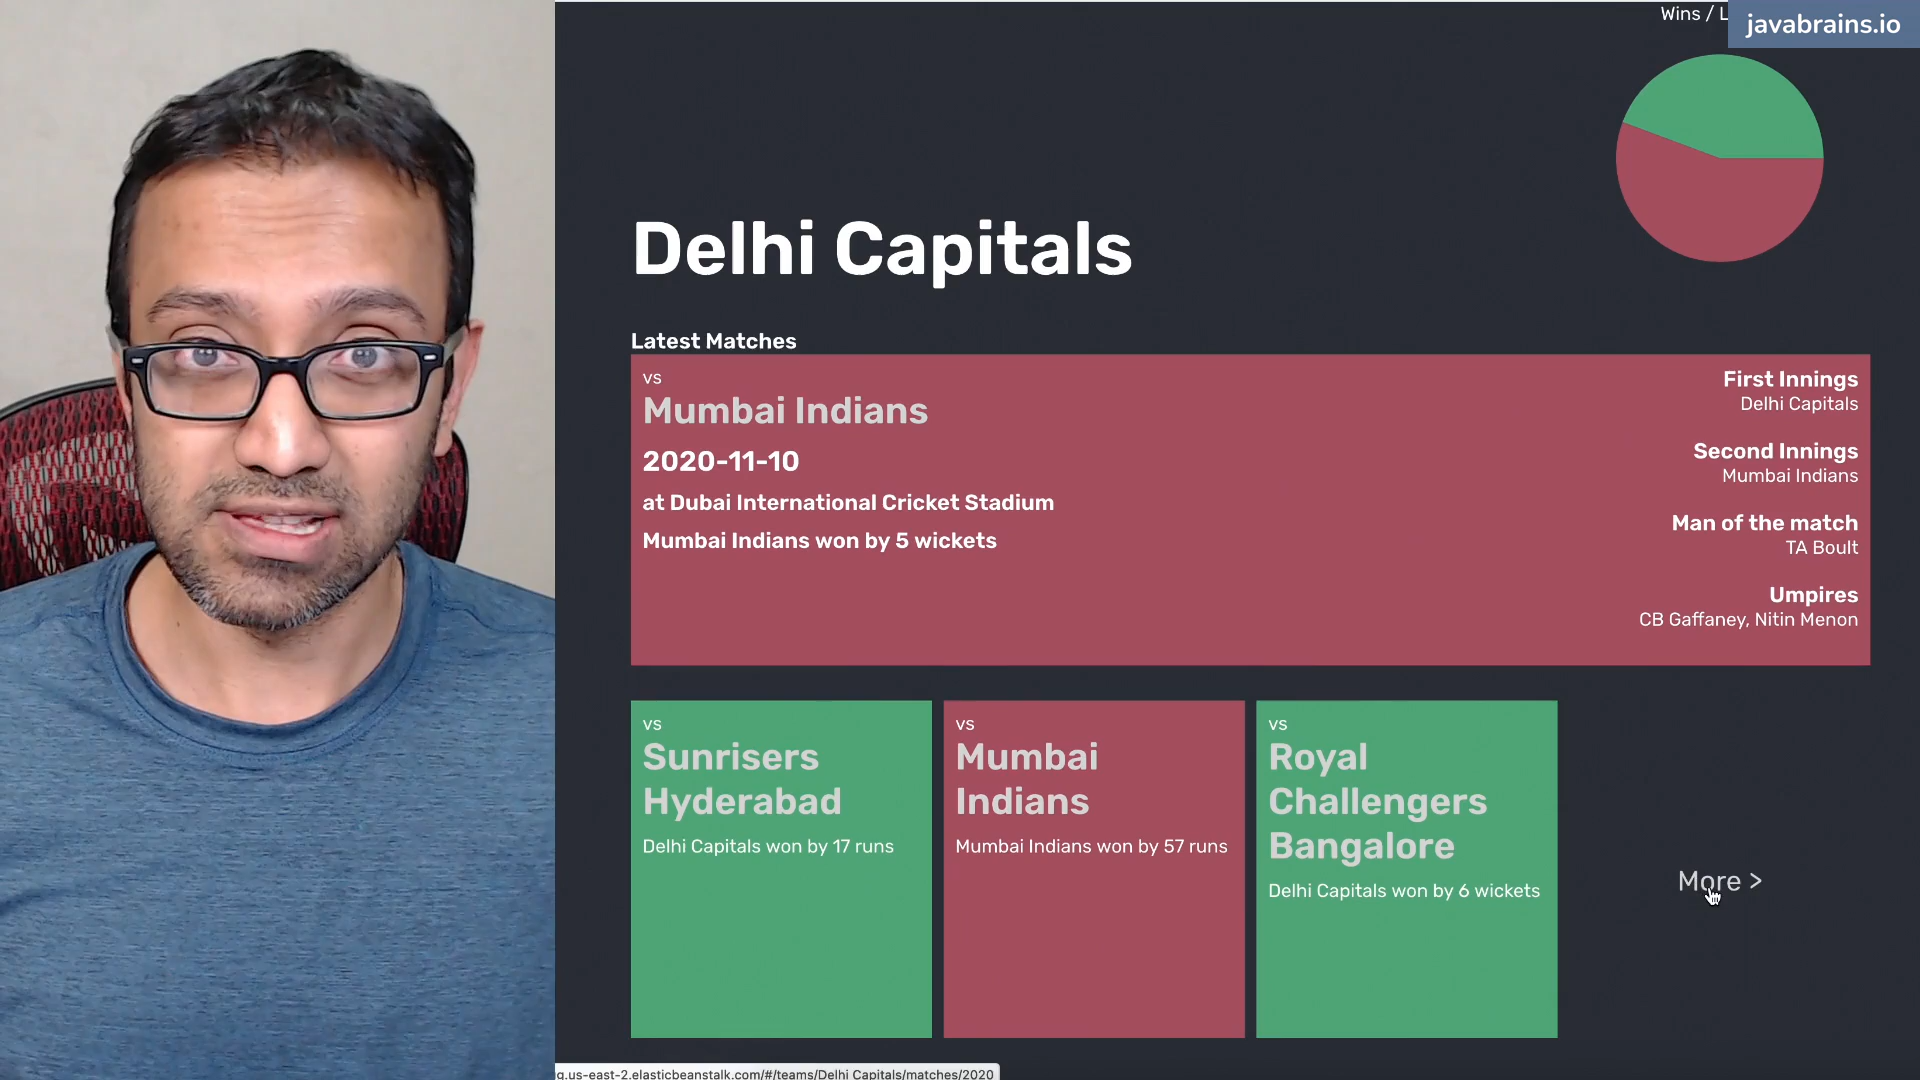 Wins / L
javabrains.io
Delhi Capitals
Latest Matches
vs
Mumbai Indians
2020-11-10
at Dubai International Cricket Stadium
Mumbai Indians won by 5 wickets
First Innings
Delhi Capitals
Second Innings
Mumbai Indians
Man of the match
TA Boult
Umpires
CB Gaffaney, Nitin Menon
vs
Sunrisers
Hyderabad
Delhi Capitals won by 17 runs
vs
Mumbai
Indians
Mumbai Indians won by 57 runs
vs
Royal
Challengers
Bangalore
Delhi Capitals won by 6 wickets
More >
g.us-east-2.elasticbeanstalk.com/#/teams/Delhi Capitals/matches/2020